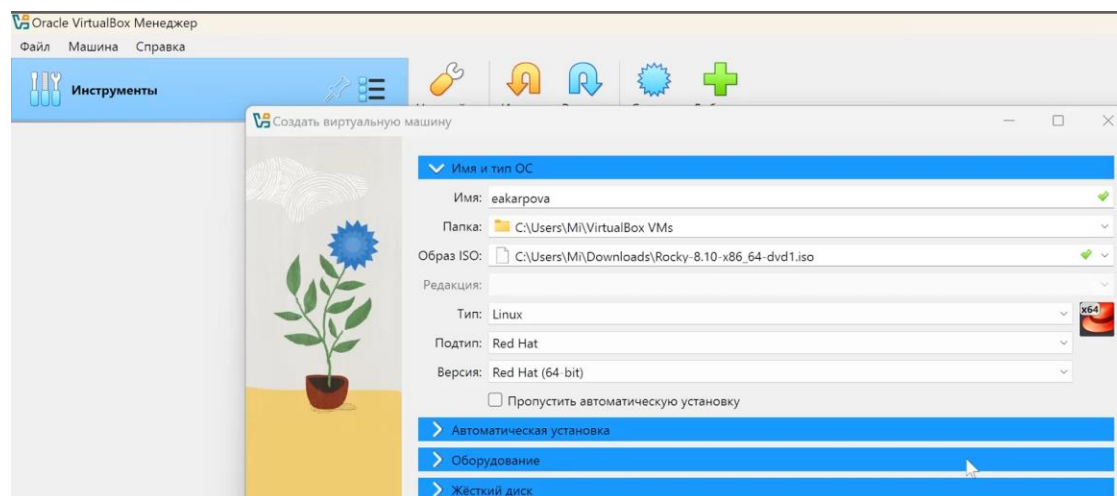 Oracle VirtualBox Менеджер
Файл Машина Справка
Инструменты
Создать виртуальную машину
Имя и тип ОС
Имя: eakarpova
Папка: C:\Users\Mi\VirtualBox VMs
Образ ISO: C:\Users\Mi\Downloads\Rocky-8.10-x86_64-dvd1.iso
Редакция:
Тип: Linux
x64
Подтип: Red Hat
Версия: Red Hat (64-bit)
Пропустить автоматическую установку
Автоматическая установка
Оборудование
Жёсткий диск